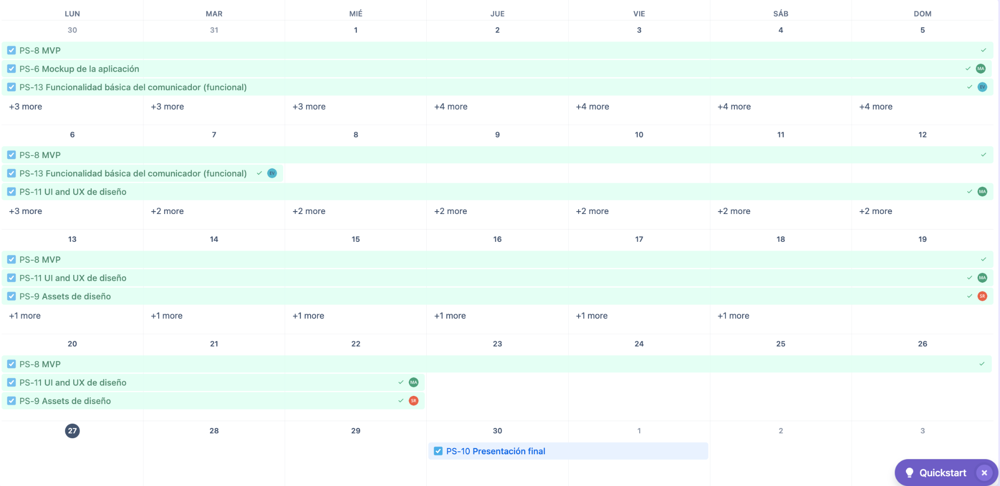 LUN MAR MIÉ JUE VIE SÁB DOM
30 31 1 2 3 4 5
PS-8 MVP
PS-6 Mockup de la aplicación MA
PS-13 Funcionalidad básica del comunicador (funcional) EV
+3 more +3 more +3 more +4 more +4 more +4 more +4 more
6 7 8 9 10 11 12
PS-8 MVP
PS-13 Funcionalidad básica del comunicador (funcional) EV
PS-11 UI and UX de diseño MA
+3 more +2 more +2 more +2 more +2 more +2 more +2 more
13 14 15 16 17 18 19
PS-8 MVP
PS-11 UI and UX de diseño MA
PS-9 Assets de diseño SR
+1 more +1 more +1 more +1 more +1 more +1 more
20 21 22 23 24 25 26
PS-8 MVP
PS-11 UI and UX de diseño MA
PS-9 Assets de diseño SR
27 28 29 30 1 2 3
PS-10 Presentación final
Quickstart